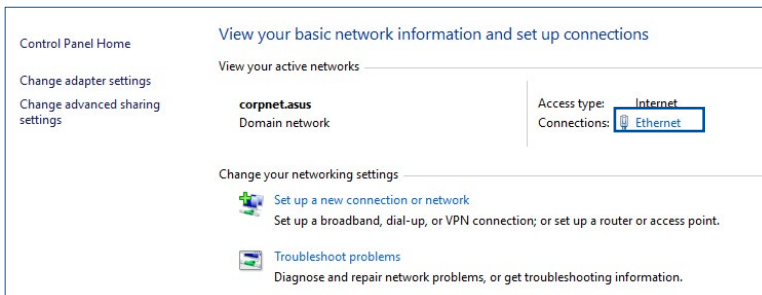 Control Panel Home
Change adapter settings
Change advanced sharing
settings
View your basic network information and set up connections
View your active networks
corpnet.asus
Domain network
Access type: Internet
Connections: Ethernet
Change your networking settings
Set up a new connection or network
Set up a broadband, dial-up, or VPN connection; or set up a router or access point.
Troubleshoot problems
Diagnose and repair network problems, or get troubleshooting information.